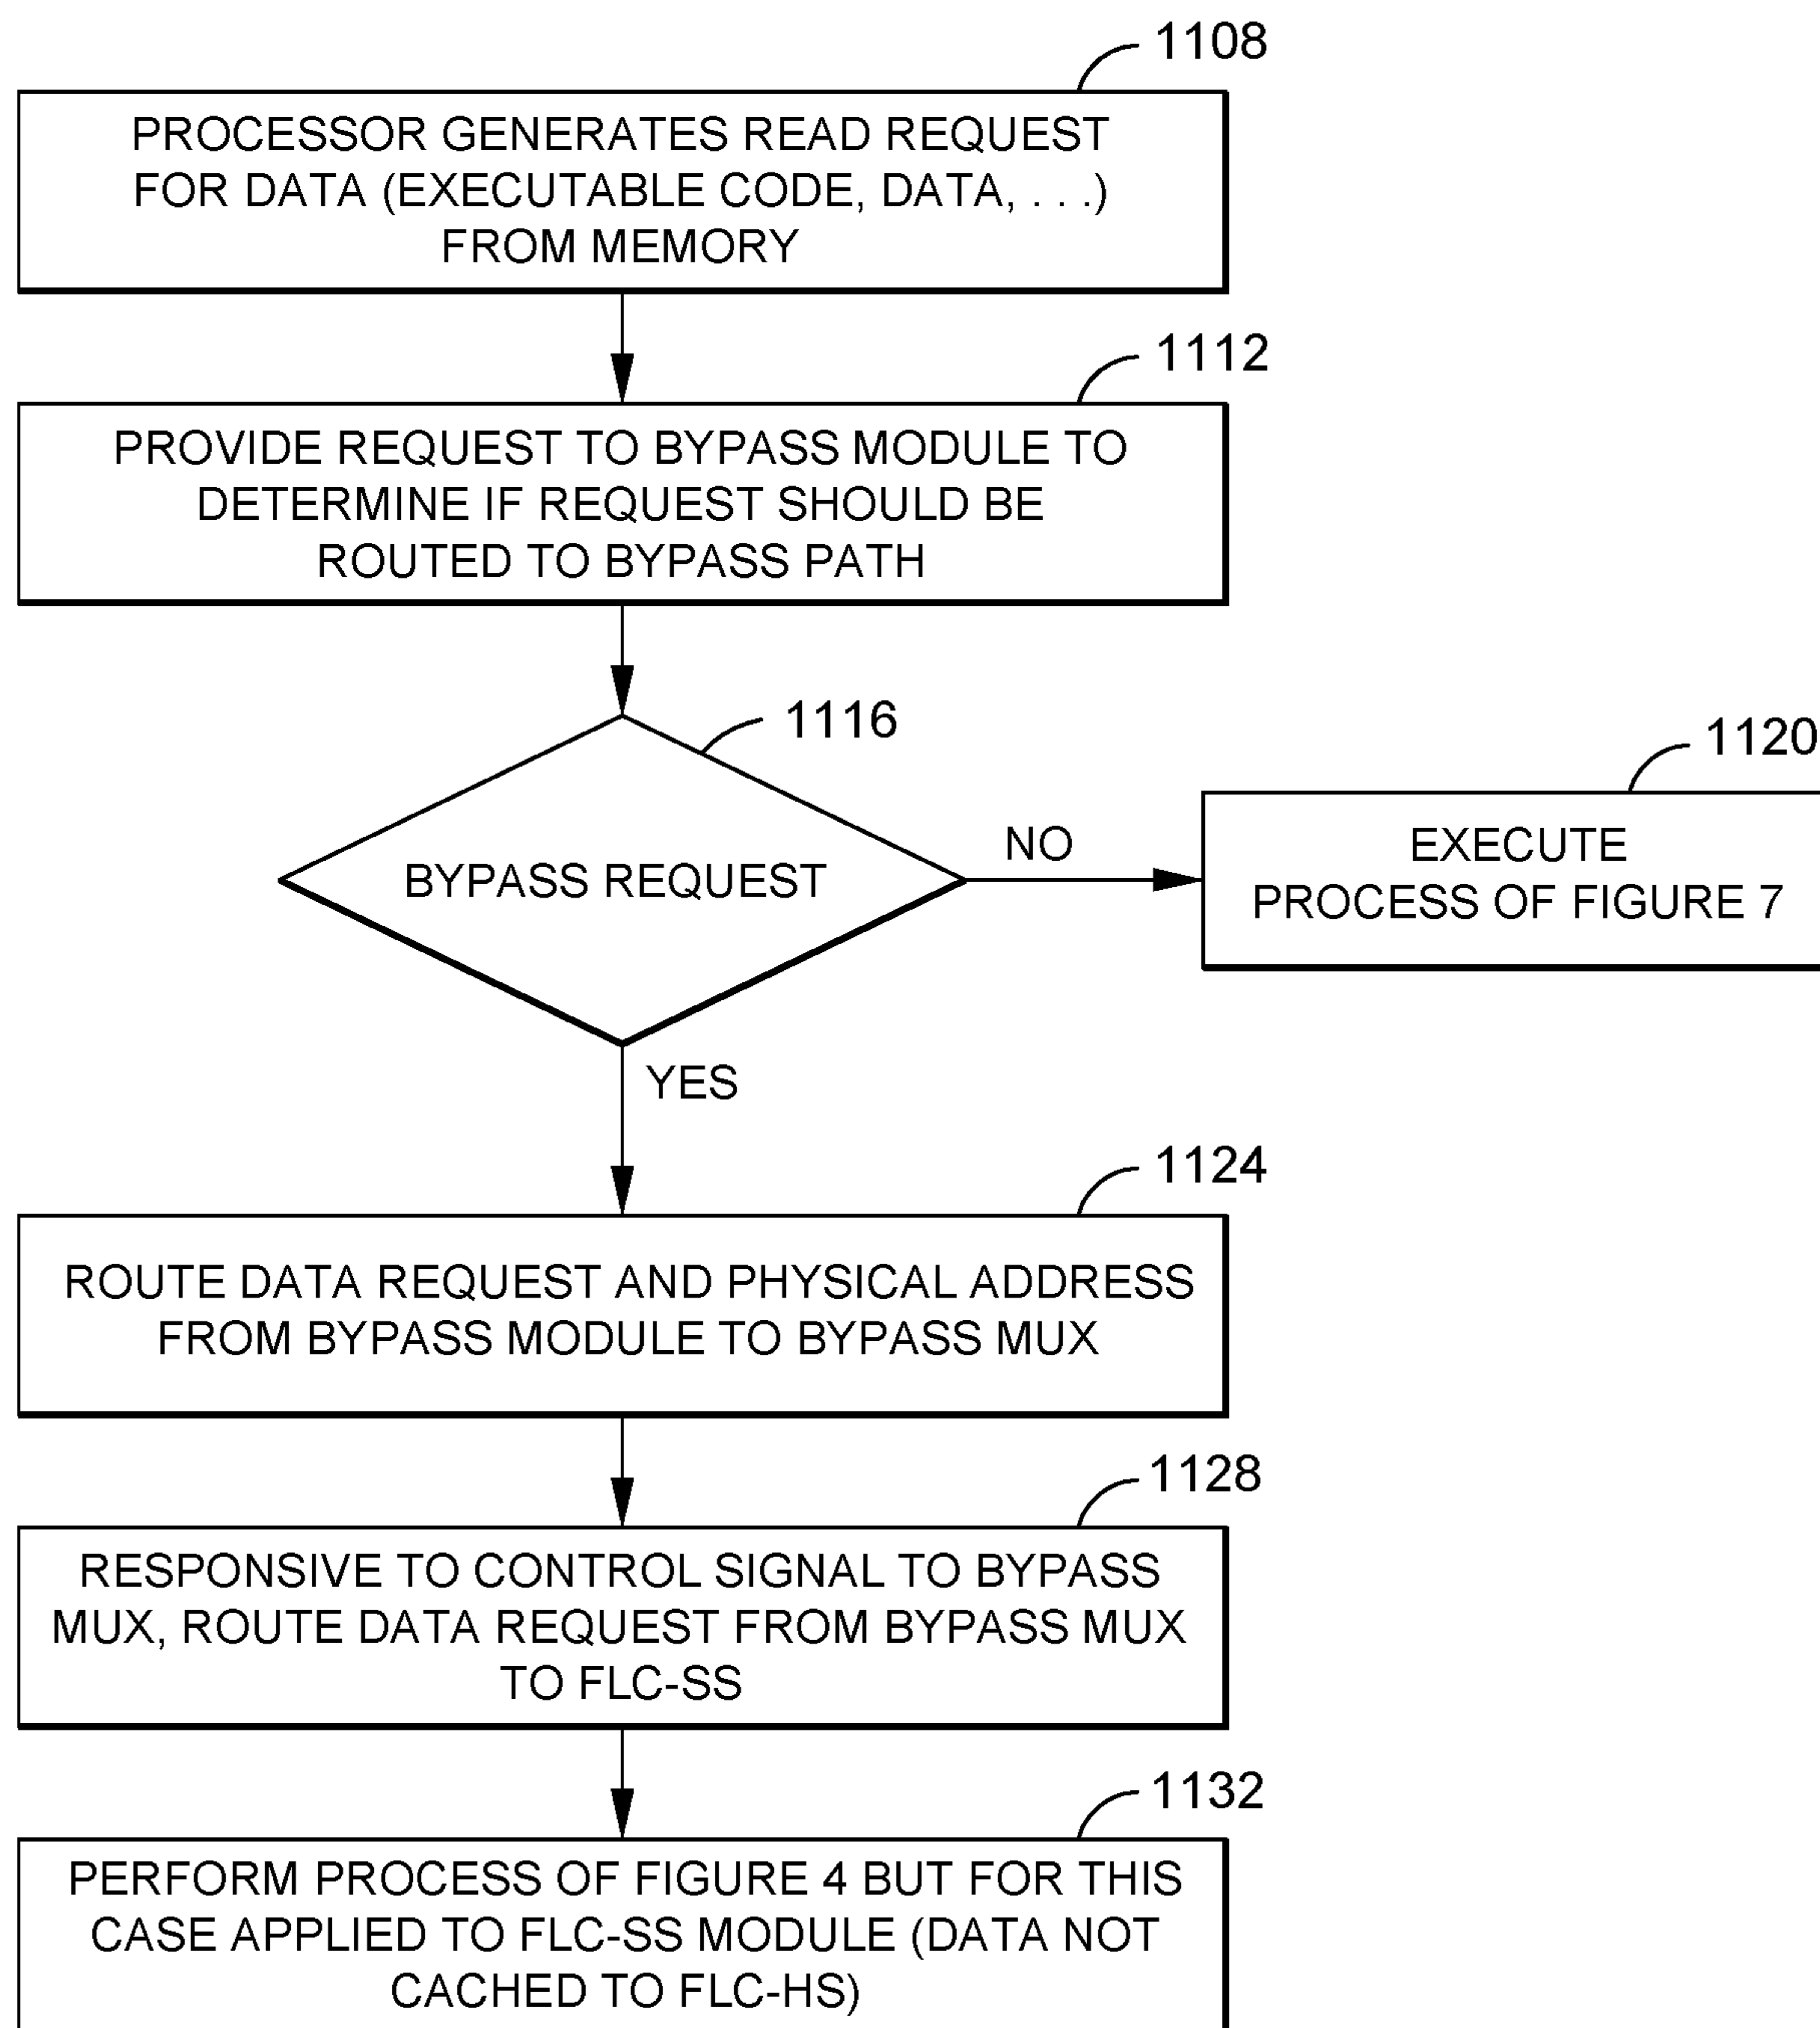 1108
PROCESSOR GENERATES READ REQUEST
FOR DATA (EXECUTABLE CODE, DATA, . . .)
FROM MEMORY
1112
PROVIDE REQUEST TO BYPASS MODULE TO
DETERMINE IF REQUEST SHOULD BE
ROUTED TO BYPASS PATH
1116
BYPASS REQUEST
NO
1120
EXECUTE
PROCESS OF FIGURE 7
YES
1124
ROUTE DATA REQUEST AND PHYSICAL ADDRESS
FROM BYPASS MODULE TO BYPASS MUX
1128
RESPONSIVE TO CONTROL SIGNAL TO BYPASS
MUX, ROUTE DATA REQUEST FROM BYPASS MUX
TO FLC-SS
1132
PERFORM PROCESS OF FIGURE 4 BUT FOR THIS
CASE APPLIED TO FLC-SS MODULE (DATA NOT
CACHED TO FLC-HS)